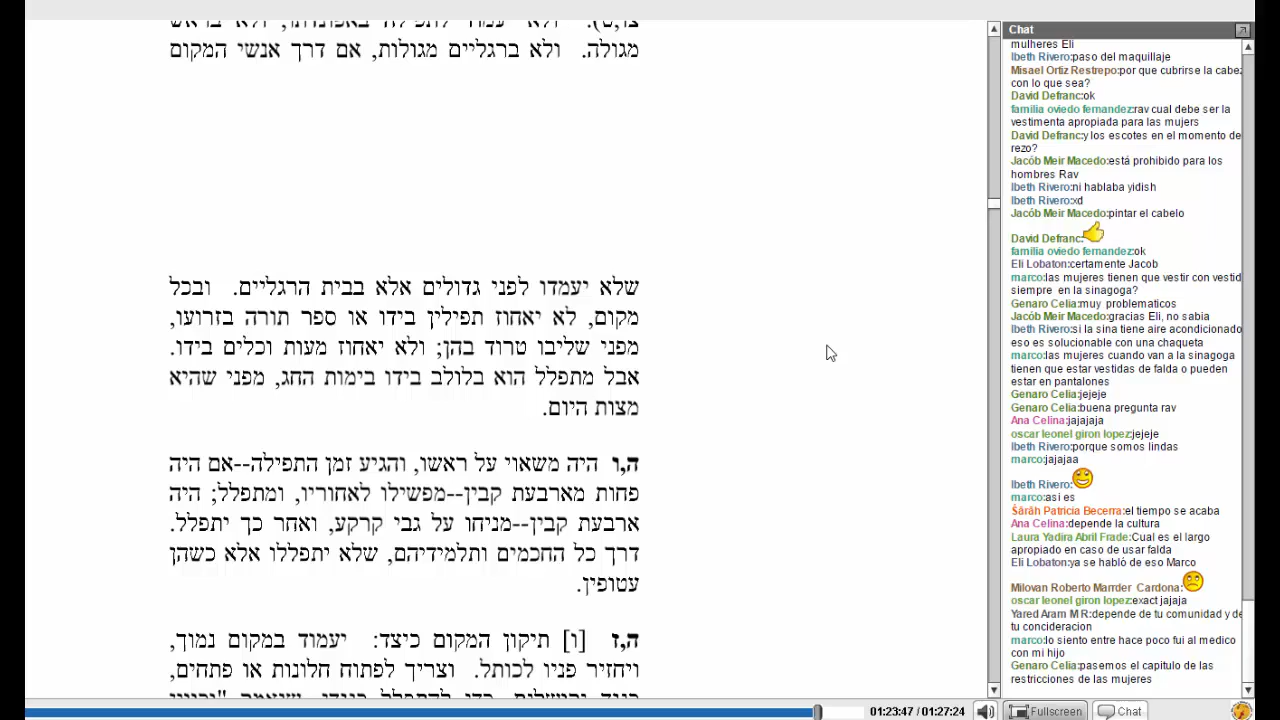 צו,ט). ולא יעמוד לתפילה באפונדתו, ולא בראש
מגולה. ולא ברגליים מגולות, אם דרך אנשי המקום
שלא יעמדו לפני גדולים אלא בבית הרגליים. ובכל
מקום, לא יאחוז תפילין בידו או ספר תורה בזרועו,
מפני שליבו טרוד בהן; ולא יאחוז מעות וכלים בידו.
אבל מתפלל הוא בלולב בידו בימות החג, מפני שהיא
מצות היום.
ה,ו היה משאוי על ראשו, והגיע זמן התפילה--אם היה
פחות מארבעת קבין--מפשילו לאחוריו, ומתפלל; היה
ארבעת קבין--מניחו על גבי קרקע, ואחר כך יתפלל.
דרך כל החכמים ותלמידיהם, שלא יתפללו אלא כשהן
עטופין.
ה,ז [ו] תיקון המקום כיצד: יעמוד במקום נמוך,
ויחזיר פניו לכותל. וצריך לפתוח חלונות או פתחים,
Chat
mulheres Eli
Ibeth Rivero:paso del maquillaje
Misael Ortiz Restrepo:por que cubrirse la cabez
con lo que sea?
David Defranc:ok
familia oviedo fernandez:rav cual debe ser la
vestimenta apropiada para las mujers
David Defranc:y los escotes en el momento de
rezo?
Jacób Meir Macedo:está prohibido para los
hombres Rav
Ibeth Rivero:ni hablaba yidish
Ibeth Rivero:xd
Jacób Meir Macedo:pintar el cabelo
David Defranc:
familia oviedo fernandez:ok
Eli Lobaton:certamente Jacob
marco:las mujeres tienen que vestir con vestid
siempre en la sinagoga?
Genaro Celia:muy problematicos
Jacób Meir Macedo:gracias Eli, no sabia
Ibeth Rivero:si la sina tiene aire acondicionado
eso es solucionable con una chaqueta
marco:las mujeres cuando van a la sinagoga
tienen que estar vestidas de falda o pueden
estar en pantalones
Genaro Celia:jejeje
Genaro Celia:buena pregunta rav
Ana Celina:jajajaja
oscar leonel giron lopez:jejeje
Ibeth Rivero:porque somos lindas
marco:jajajaa
Ibeth Rivero:
marco:asi es
Šārāh Patricia Becerra:el tiempo se acaba
Ana Celina:depende la cultura
Laura Yadira Abril Frade:Cual es el largo
apropiado en caso de usar falda
Eli Lobaton:ya se habló de eso Marco
Milovan Roberto Marrder Cardona:
oscar leonel giron lopez:exact jajaja
Yared Aram M R:depende de tu comunidad y de
tu concideracion
marco:lo siento entre hace poco fui al medico
con mi hijo
Genaro Celia:pasemos el capitulo de las
restricciones de las mujeres
01:23:47 / 01:27:24
Fullscreen
Chat